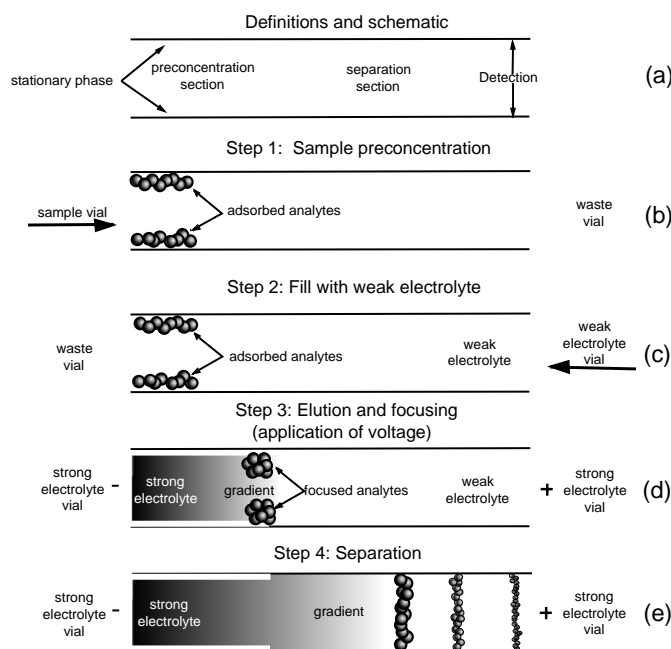 Definitions and schematic
stationary phase
preconcentration
section
separation
section
Detection
(a)
Step 1: Sample preconcentration
sample vial
adsorbed analytes
waste
vial
(b)
Step 2: Fill with weak electrolyte
waste
vial
adsorbed analytes
weak
electrolyte
weak
electrolyte
vial
(c)
Step 3: Elution and focusing
(application of voltage)
strong
electrolyte
vial
-
strong
electrolyte
gradient
focused analytes
weak
electrolyte
+
strong
electrolyte
vial
(d)
Step 4: Separation
strong
electrolyte
vial
-
strong
electrolyte
gradient
+
strong
electrolyte
vial
(e)